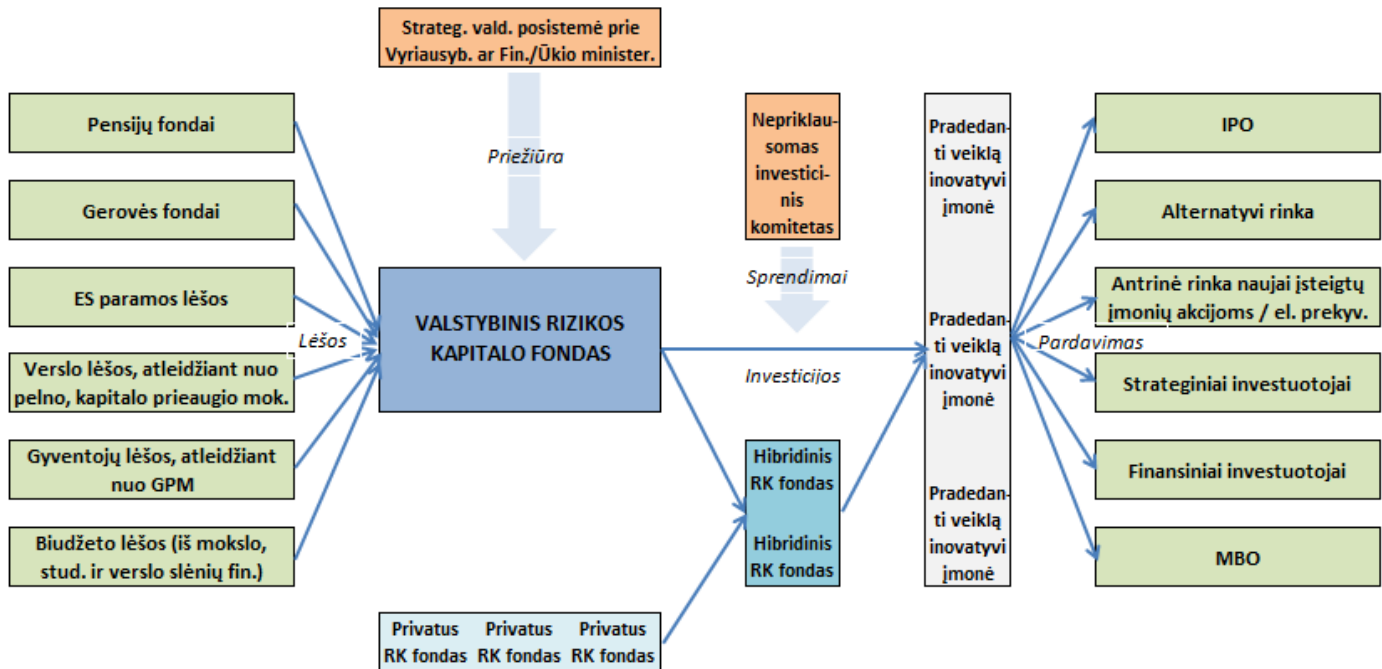 Strateg. vald. posistemė prie
Vyriausyb. ar Fin./Ūkio minister.
Priežiūra
Pensijų fondai
Gerovės fondai
ES paramos lėšos
Verslo lėšos, atleidžiant nuo
pelno, kapitalo prieaugio mok.
Gyventojų lėšos, atleidžiant
nuo GPM
Biudžeto lėšos (iš mokslo,
stud. ir verslo slėnių fin.)
Lėšos
VALSTYBINIS RIZIKOS
KAPITALO FONDAS
Privatus Privatus Privatus
RK fondas RK fondas RK fondas
Nepriklau-
somas
investici-
nis
komitetas
Sprendimai
Investicijos
Hibridinis
RK fondas
Hibridinis
RK fondas
Pradedan-
ti veiklą
inovatyvi
įmonė
Pradedan-
ti veiklą
inovatyvi
įmonė
Pradedan-
ti veiklą
inovatyvi
įmonė
Pardavimas
IPO
Alternatyvi rinka
Antrinė rinka naujai įsteigtų
įmonių akcijoms / el. prekyv.
Strateginiai investuotojai
Finansiniai investuotojai
MBO